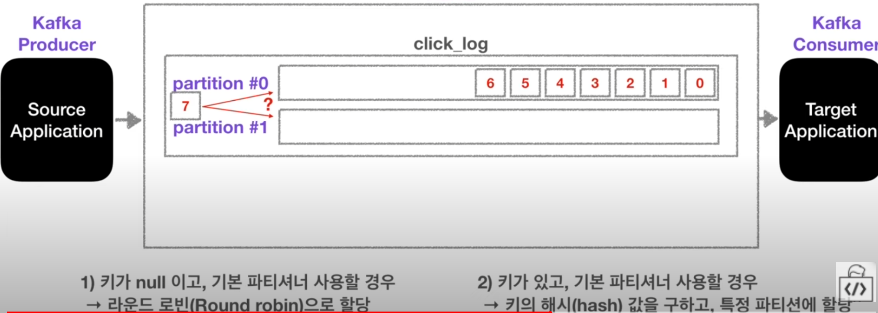 Kafka
Producer
Kafka
Consumer
click_log
partition #0
6 5 4 3 2 1 0
7
?
partition #1
Source
Application
Target
Application
1) 키가 null 이고, 기본 파티셔너 사용할 경우
→ 라운드 로빈(Round robin)으로 할당
2) 키가 있고, 기본 파티셔너 사용할 경우
→ 키의 해시(hash) 값을 구하고, 특정 파티션에 할당